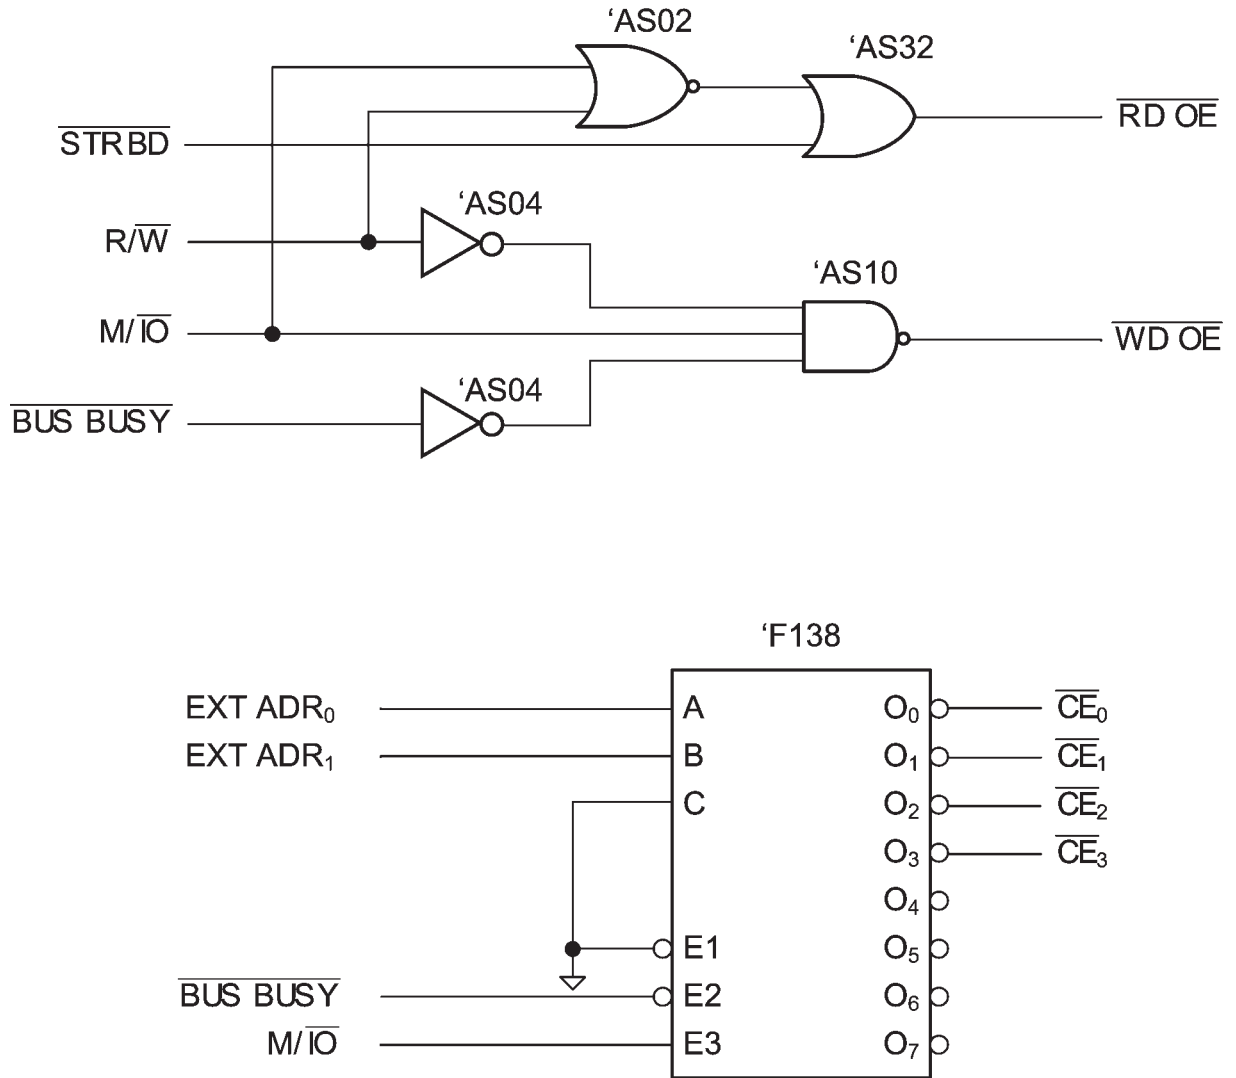 ‘AS02
‘AS32
STRBD
RD OE
‘AS04
R/W
‘AS10
M/IO
WD OE
‘AS04
BUS BUSY
‘F138
EXT ADR₀
A
O₀
CE₀
EXT ADR₁
B
O₁
CE₁
C
O₂
CE₂
O₃
CE₃
O₄
E1
O₅
BUS BUSY
E2
O₆
M/IO
E3
O₇